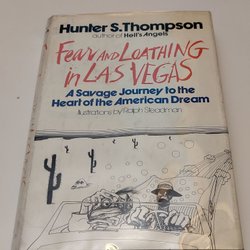 Hunter S. Thompson
author of Hell's Angels
FEAR AND LOATHING
in LAS VEGAS
A Savage Journey to the
Heart of the American Dream
Illustrations by Ralph Steadman